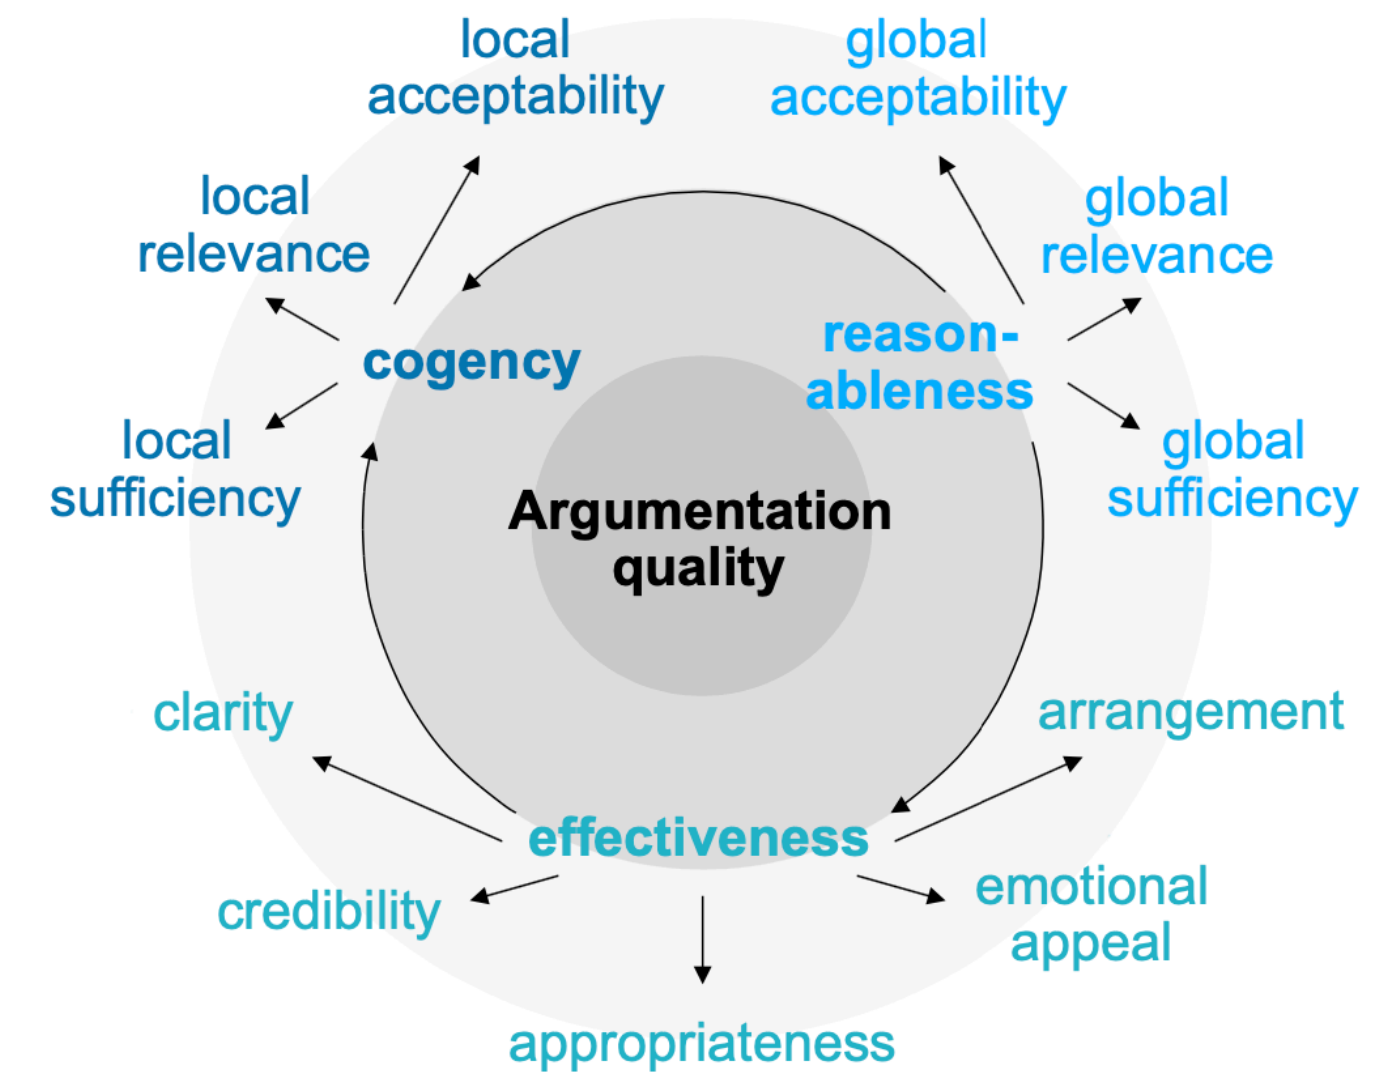 local
acceptability
global
acceptability
local
relevance
global
relevance
cogency
reason-
ableness
local
sufficiency
global
sufficiency
Argumentation
quality
clarity
arrangement
effectiveness
credibility
emotional
appeal
appropriateness